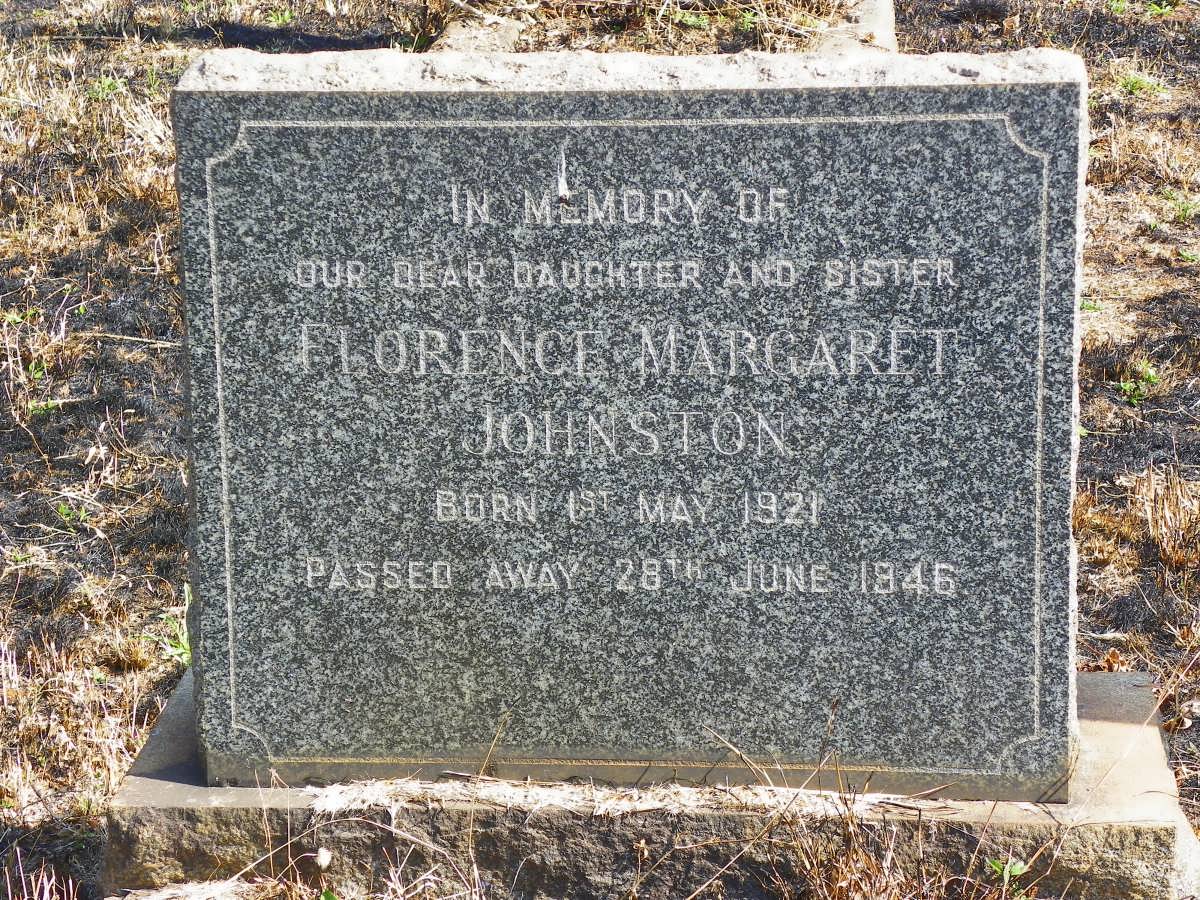 IN MEMORY OF
OUR DEAR DAUGHTER AND SISTER
FLORENCE MARGARET
JOHNSTON
BORN 1ST MAY 1921
PASSED AWAY 28TH JUNE 1946